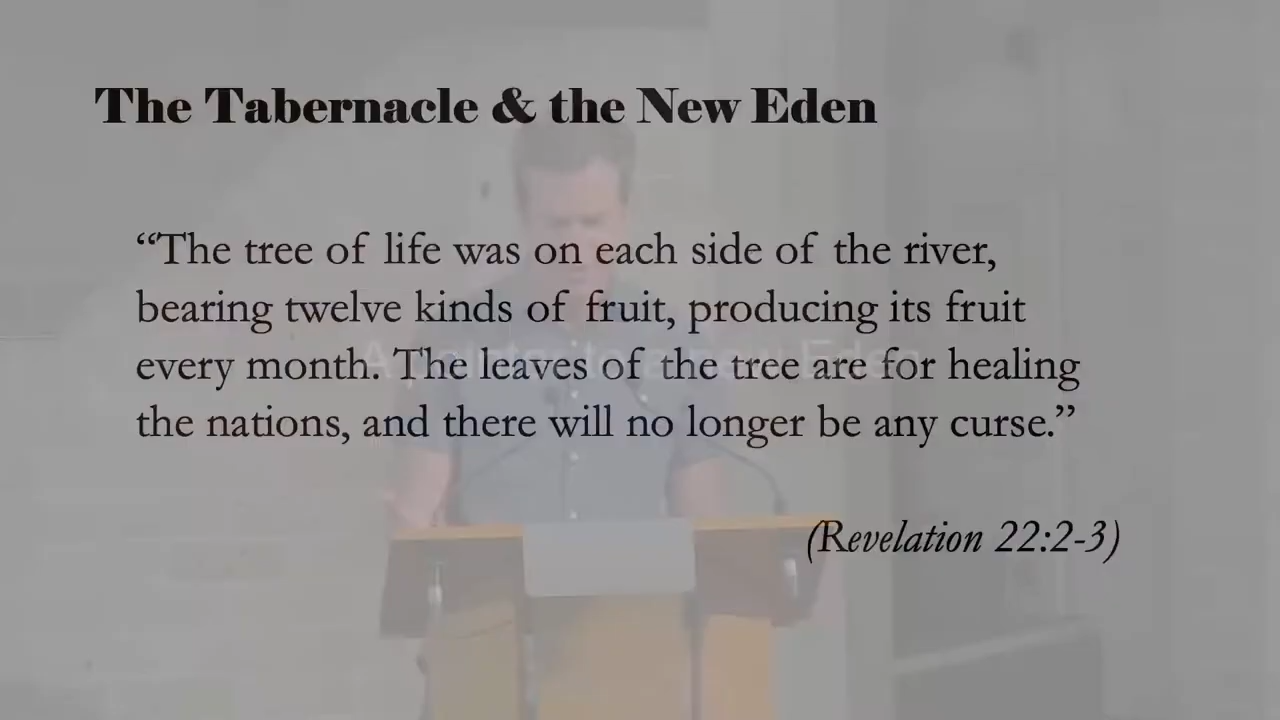 The Tabernacle & the New Eden
“The tree of life was on each side of the river,
bearing twelve kinds of fruit, producing its fruit
every month. The leaves of the tree are for healing
the nations, and there will no longer be any curse.”
New Eden
(Revelation 22:2-3)